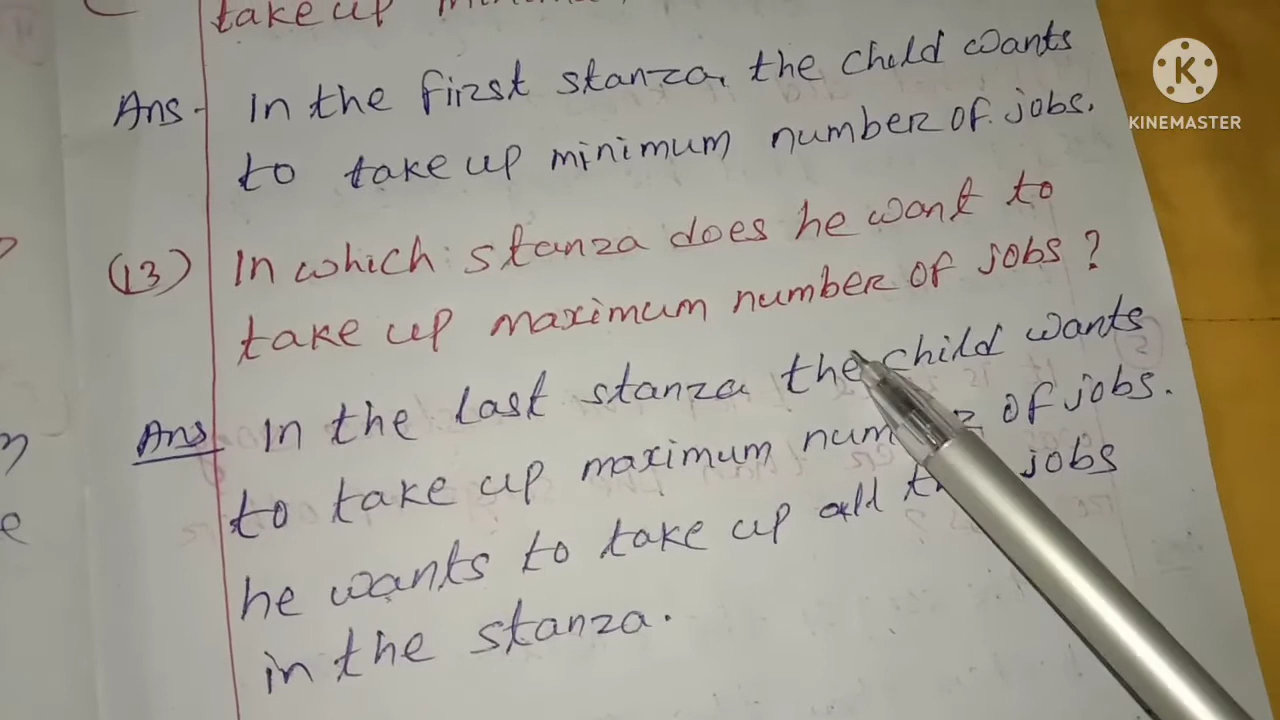 take up
Ans - In the first stanza, the child wants
to take up minimum number of jobs.
(13) In which stanza does he want to
take up maximum number of jobs?
Ans In the last stanza the child wants
to take up maximum of jobs.
he wants to take up all jobs
in the stanza.
KINEMASTER